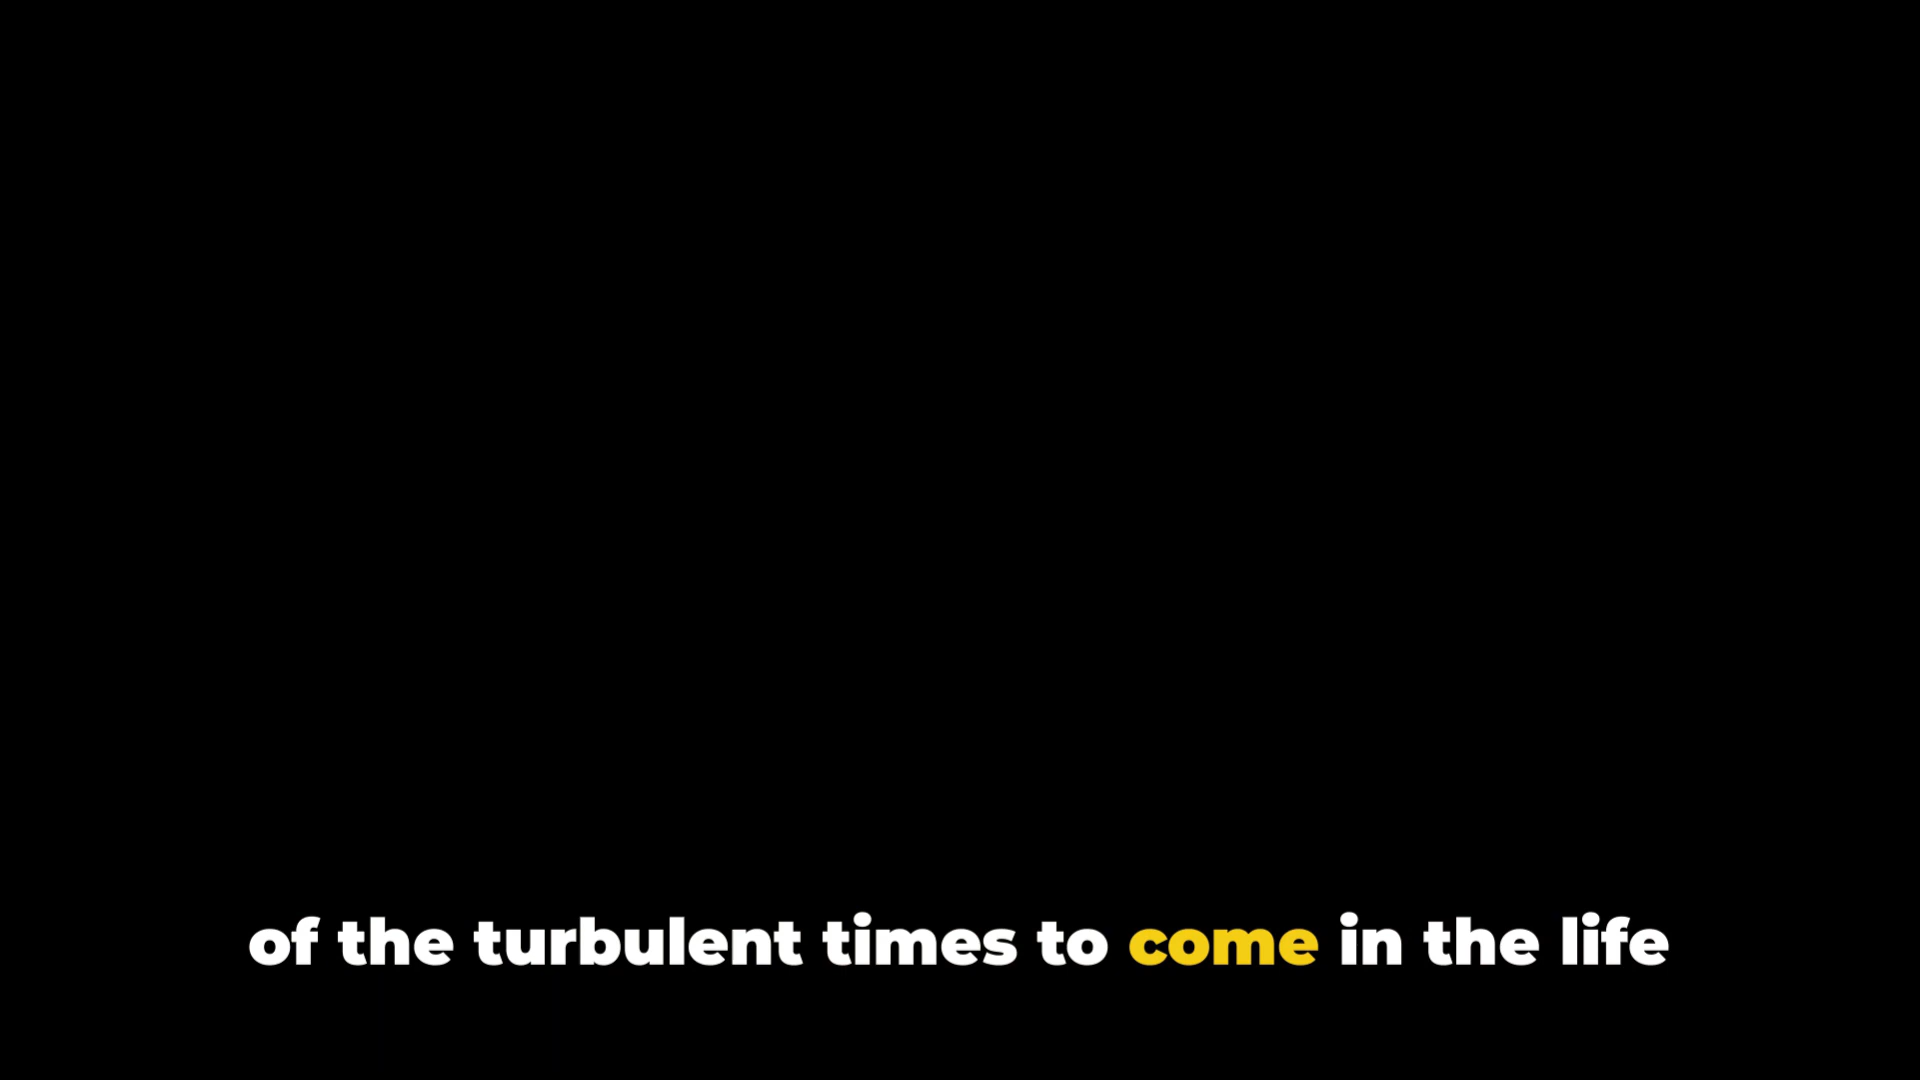 of the turbulent times to come in the life